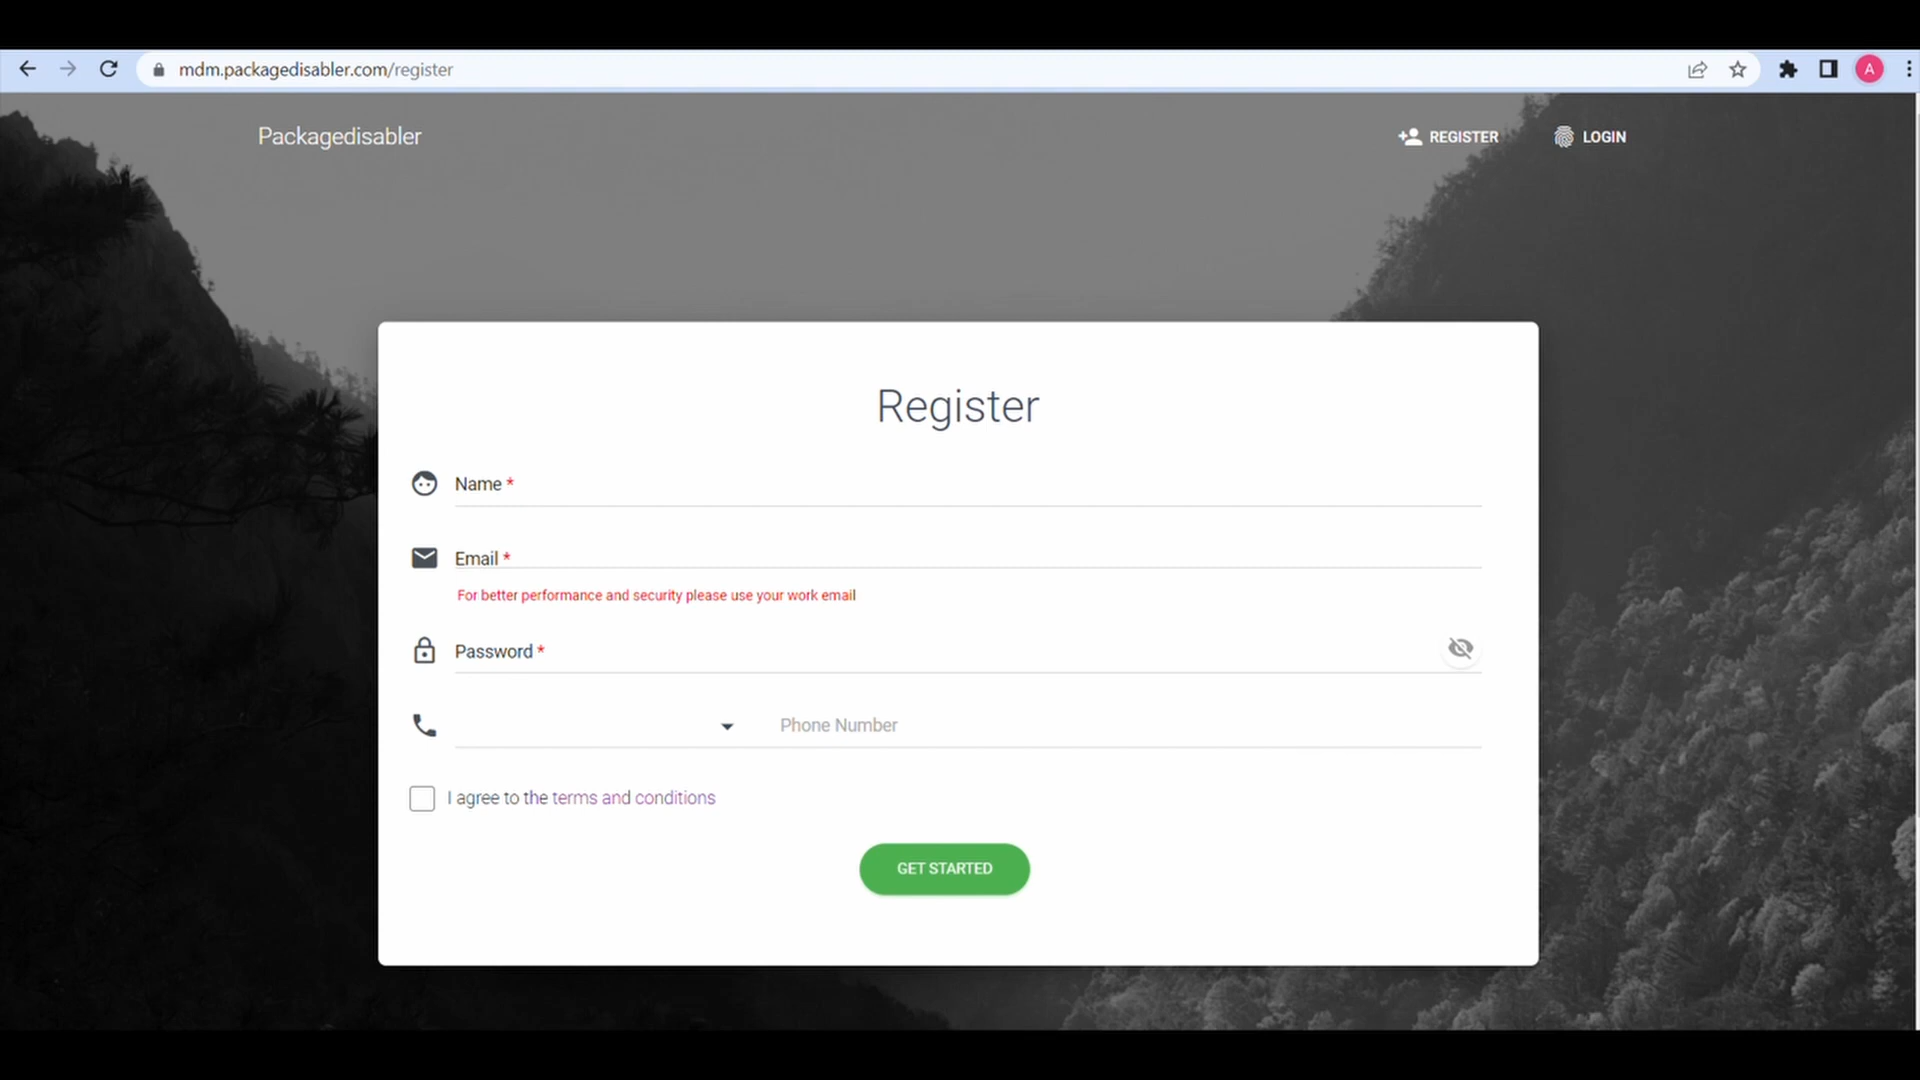 mdm.packagedisabler.com/register
A
Packagedisabler
REGISTER
LOGIN
Register
Name *
Email *
For better performance and security please use your work email
Password *
Phone Number
I agree to the terms and conditions
GET STARTED